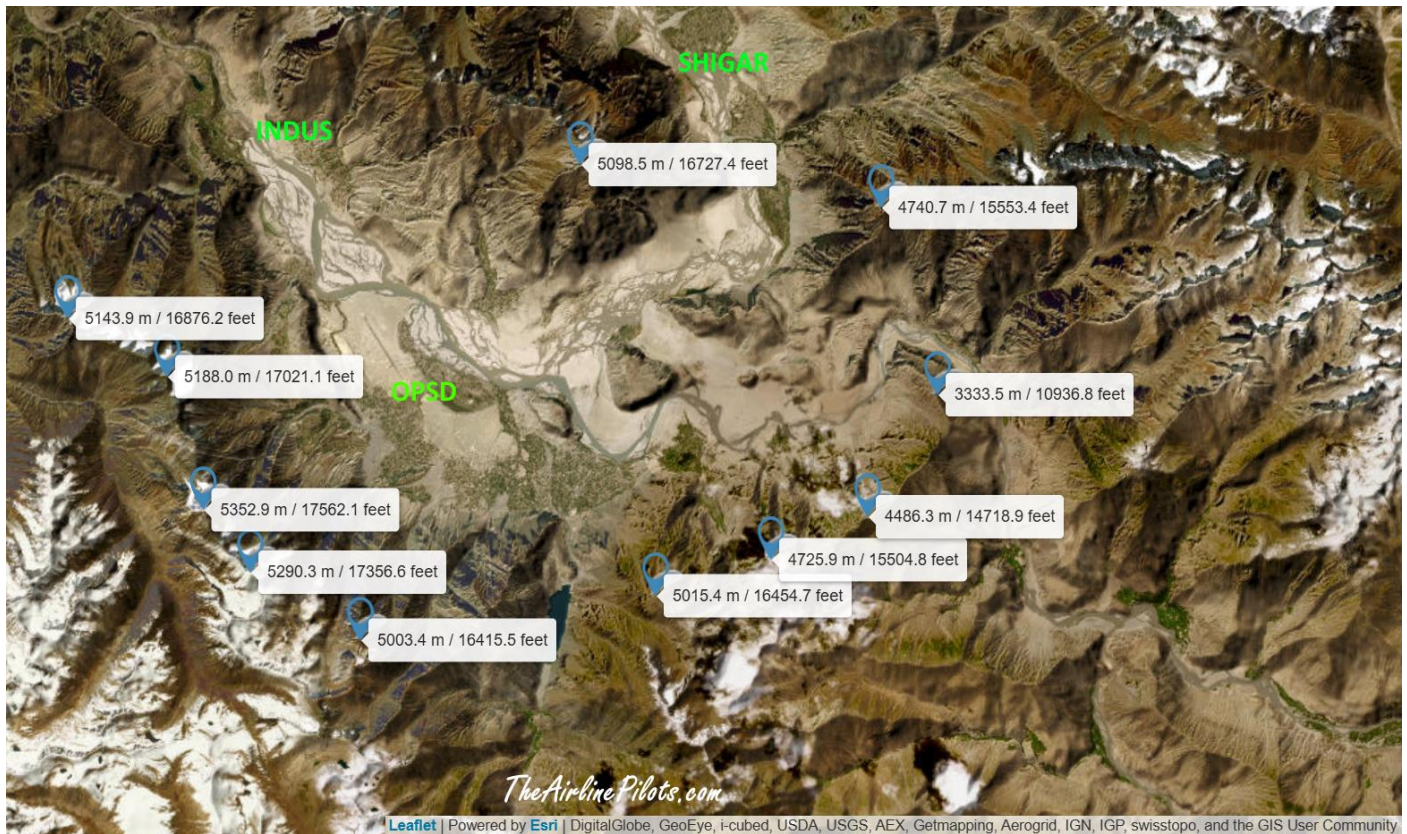 SHIGAR
INDUS
5098.5 m / 16727.4 feet
4740.7 m / 15553.4 feet
5143.9 m / 16876.2 feet
5188.0 m / 17021.1 feet
OPSD
3333.5 m / 10936.8 feet
5352.9 m / 17562.1 feet
4486.3 m / 14718.9 feet
4725.9 m / 15504.8 feet
5290.3 m / 17356.6 feet
5015.4 m / 16454.7 feet
5003.4 m / 16415.5 feet
TheAirlinePilots.com
Leaflet | Powered by Esri | DigitalGlobe, GeoEye, i-cubed, USDA, USGS, AEX, Getmapping, Aerogrid, IGN, IGP, swisstopo, and the GIS User Community